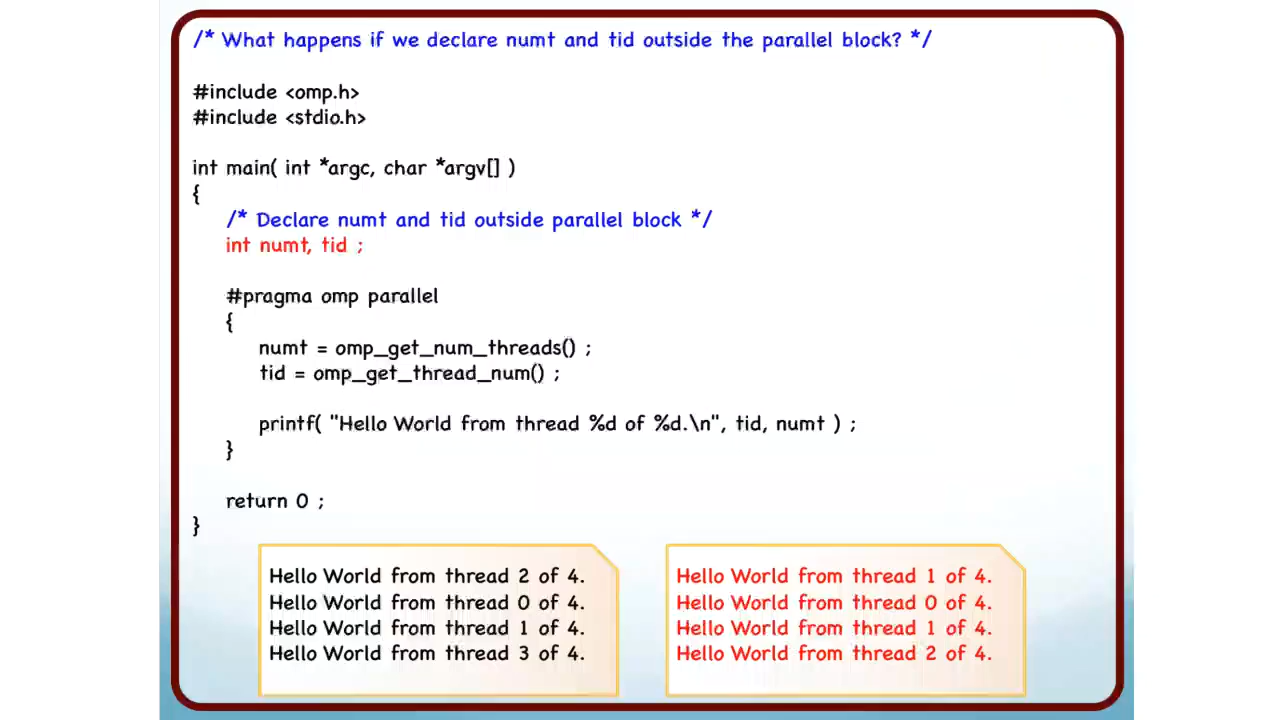 /* What happens if we declare numt and tid outside the parallel block? */
#include <omp.h>
#include <stdio.h>
int main( int *argc, char *argv[] )
{
/* Declare numt and tid outside parallel block */
int numt, tid ;
#pragma omp parallel
{
numt = omp_get_num_threads() ;
tid = omp_get_thread_num() ;
printf( "Hello World from thread %d of %d.\n", tid, numt ) ;
}
return 0 ;
}
Hello World from thread 2 of 4.
Hello World from thread 0 of 4.
Hello World from thread 1 of 4.
Hello World from thread 3 of 4.
Hello World from thread 1 of 4.
Hello World from thread 0 of 4.
Hello World from thread 1 of 4.
Hello World from thread 2 of 4.